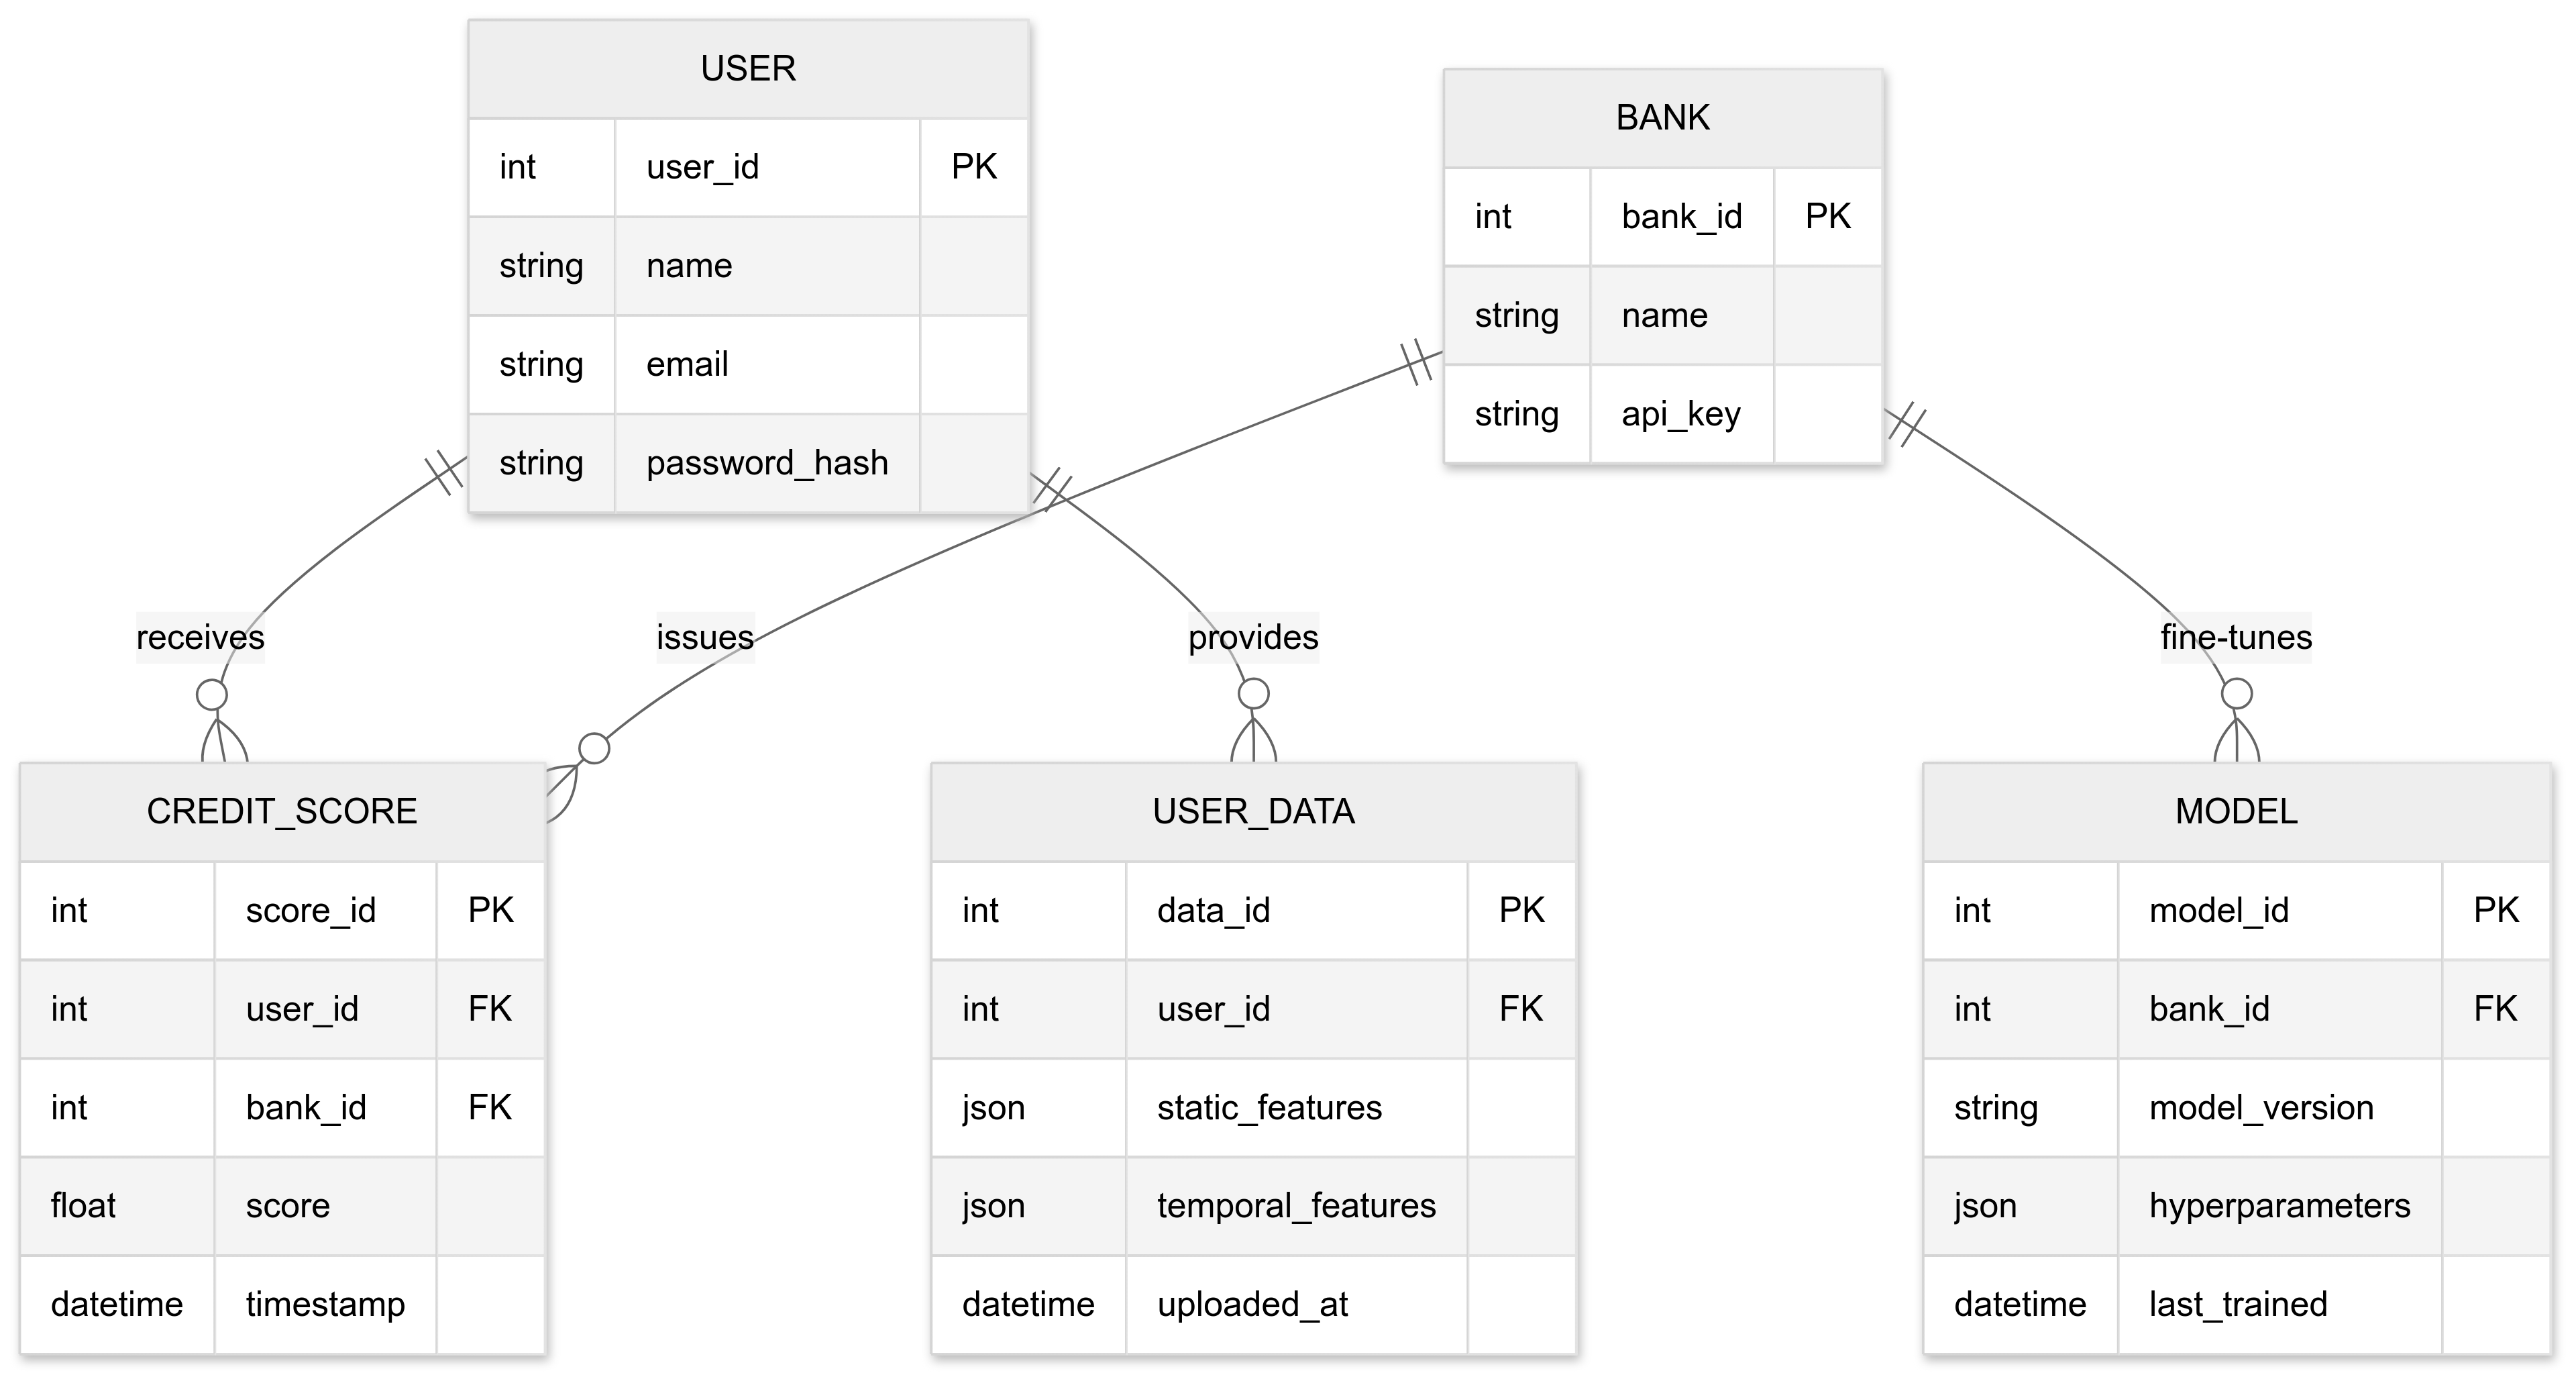 USER
int user_id PK
string name
string email
string password_hash
BANK
int bank_id PK
string name
string api_key
receives
issues
provides
fine-tunes
CREDIT_SCORE
int score_id PK
int user_id FK
int bank_id FK
float score
datetime timestamp
USER_DATA
int data_id PK
int user_id FK
json static_features
json temporal_features
datetime uploaded_at
MODEL
int model_id PK
int bank_id FK
string model_version
json hyperparameters
datetime last_trained